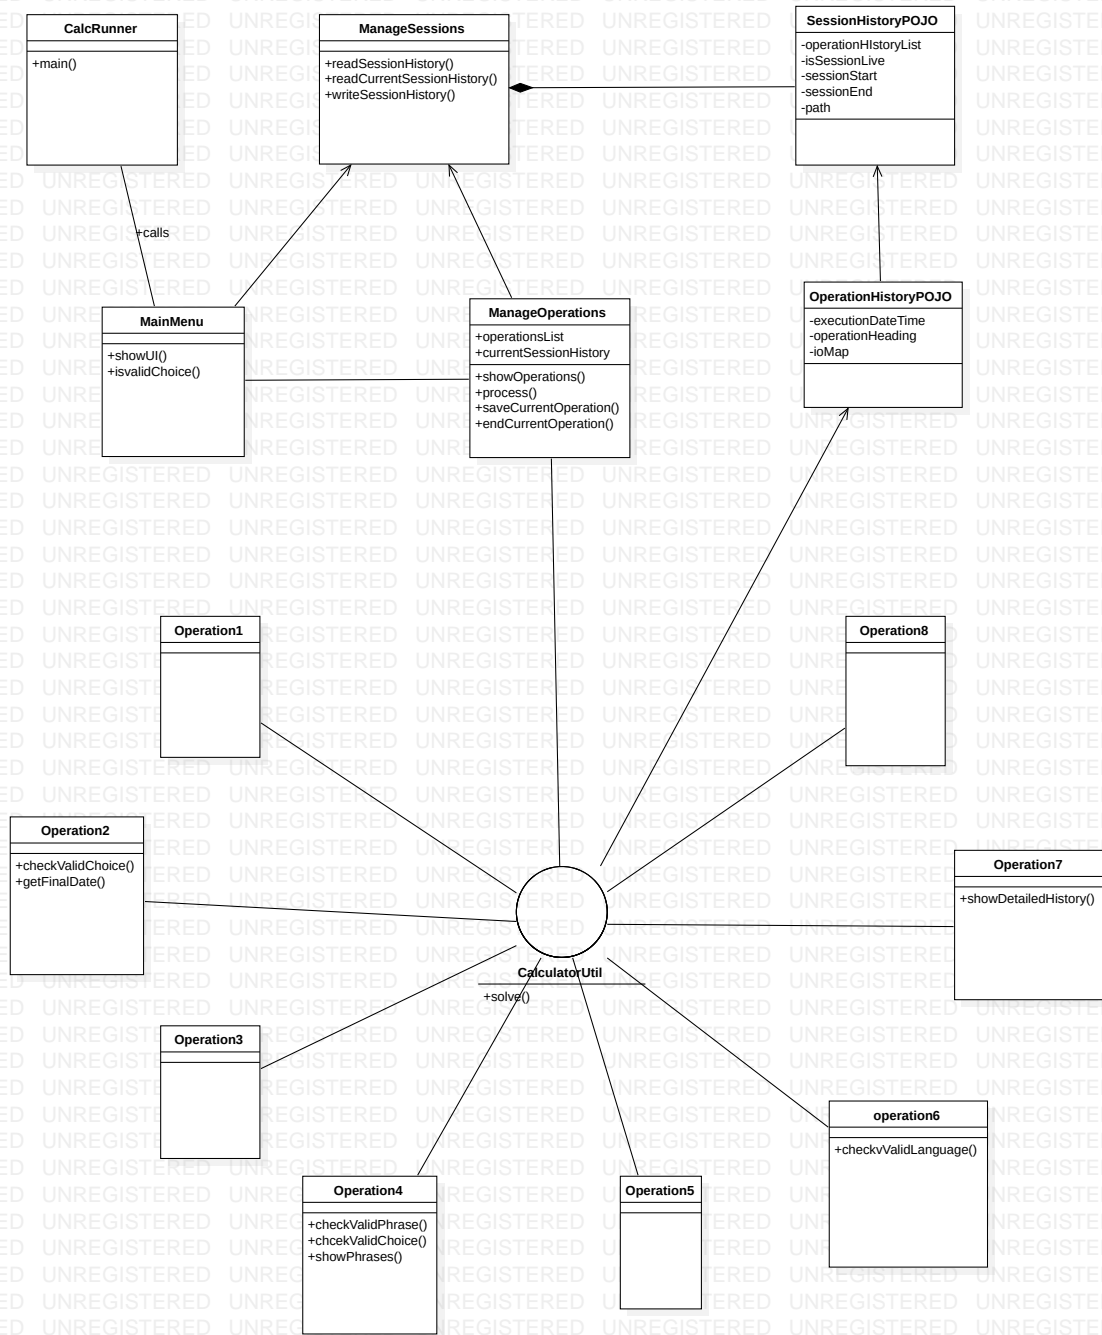 CalcRunner
+main()
ManageSessions
+readSessionHistory()
+readCurrentSessionHistory()
+writeSessionHistory()
SessionHistoryPOJO
-operationHIstoryList
-isSessionLive
-sessionStart
-sessionEnd
-path
+calls
MainMenu
+showUI()
+isvalidChoice()
ManageOperations
+operationsList
+currentSessionHistory
+showOperations()
+process()
+saveCurrentOperation()
+endCurrentOperation()
OperationHistoryPOJO
-executionDateTime
-operationHeading
-ioMap
Operation1
Operation8
Operation2
+checkValidChoice()
+getFinalDate()
Operation7
+showDetailedHistory()
CalculatorUtil
+solve()
Operation3
operation6
+checkvValidLanguage()
Operation4
+checkValidPhrase()
+chcekValidChoice()
+showPhrases()
Operation5
UNREGISTERED